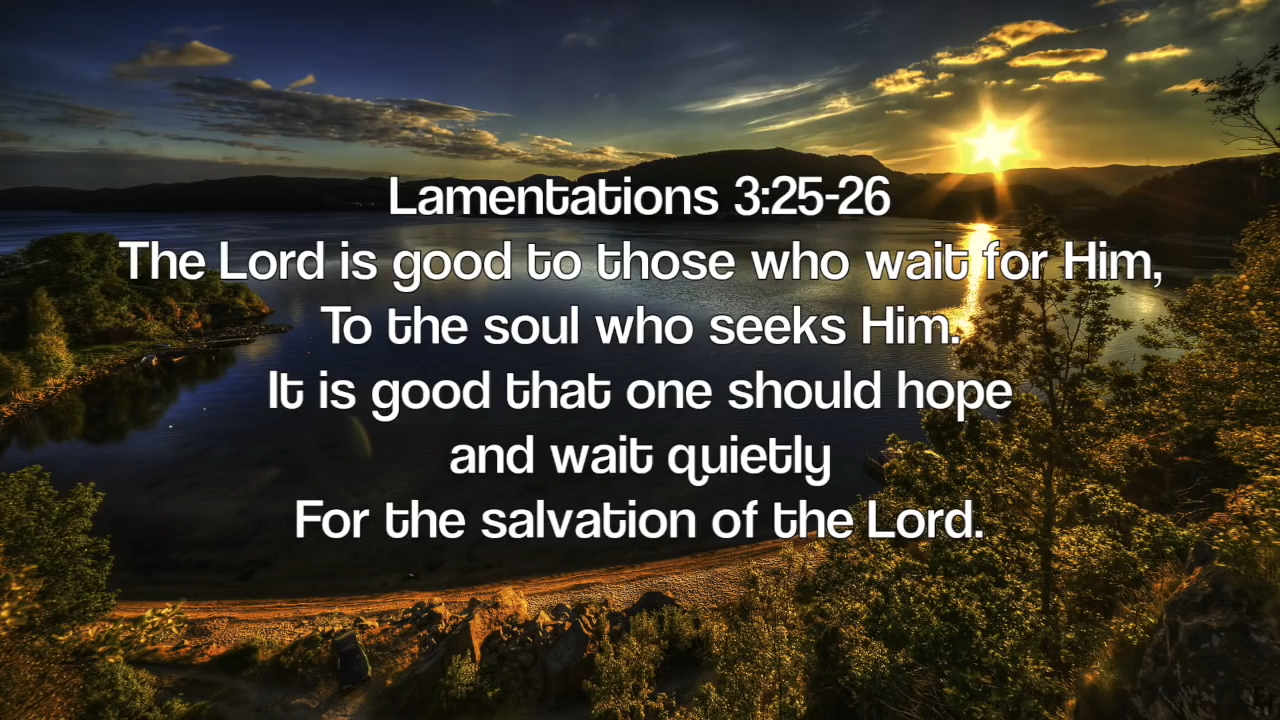 Lamentations 3:25-26
The Lord is good to those who wait for Him,
To the soul who seeks Him.
It is good that one should hope
and wait quietly
For the salvation of the Lord.